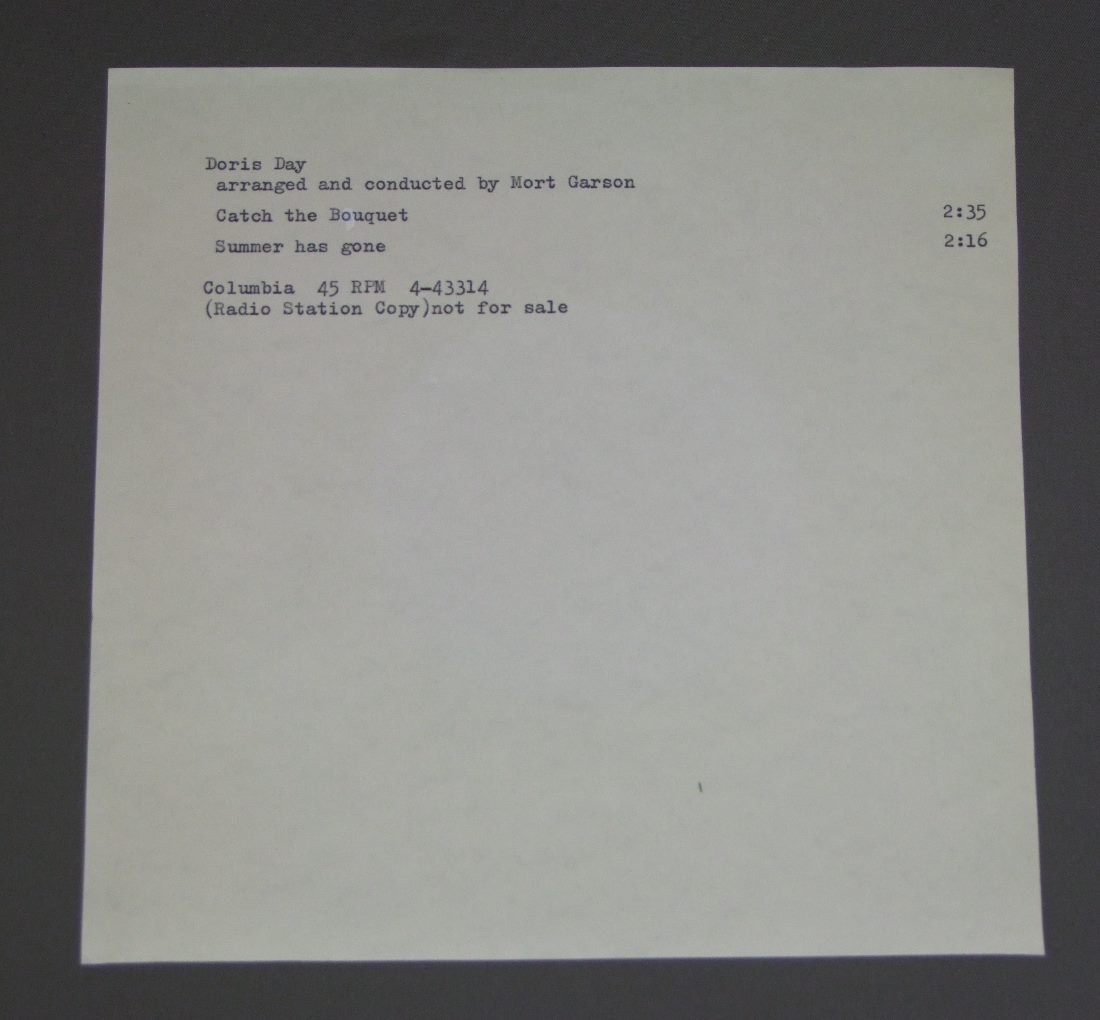 Doris Day
arranged and conducted by Mort Garson
Catch the Bouquet 2:35
Summer has gone 2:16
Columbia 45 RPM 4-43314
(Radio Station Copy)not for sale